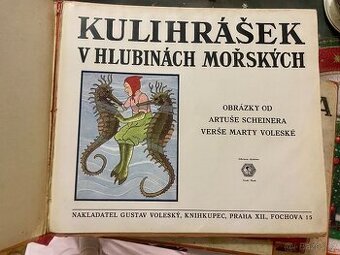 KULIHRÁŠEK
V HLUBINÁCH MOŘSKÝCH
OBRÁZKY OD
ARTUŠE SCHEINERA
VERŠE MARTY VOLESKÉ
NAKLADATEL GUSTAV VOLESKÝ, KNIHKUPEC, PRAHA XII., FOCHOVA 15